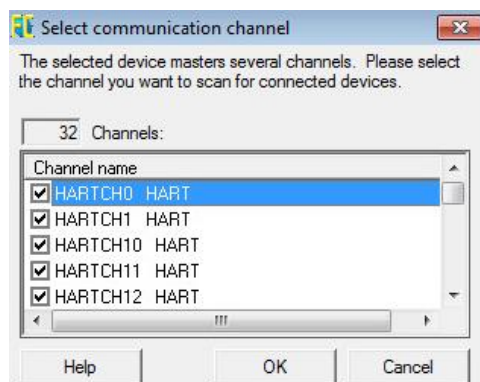 Select communication channel
The selected device masters several channels. Please select
the channel you want to scan for connected devices.
32 Channels:
Channel name
HARTCH0 HART
HARTCH1 HART
HARTCH10 HART
HARTCH11 HART
HARTCH12 HART
Help OK Cancel